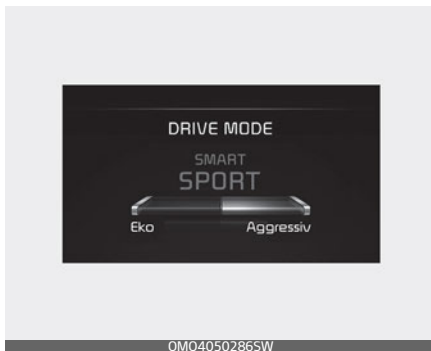 DRIVE MODE
SMART
SPORT
Eko Aggressiv
OMO4050286SW